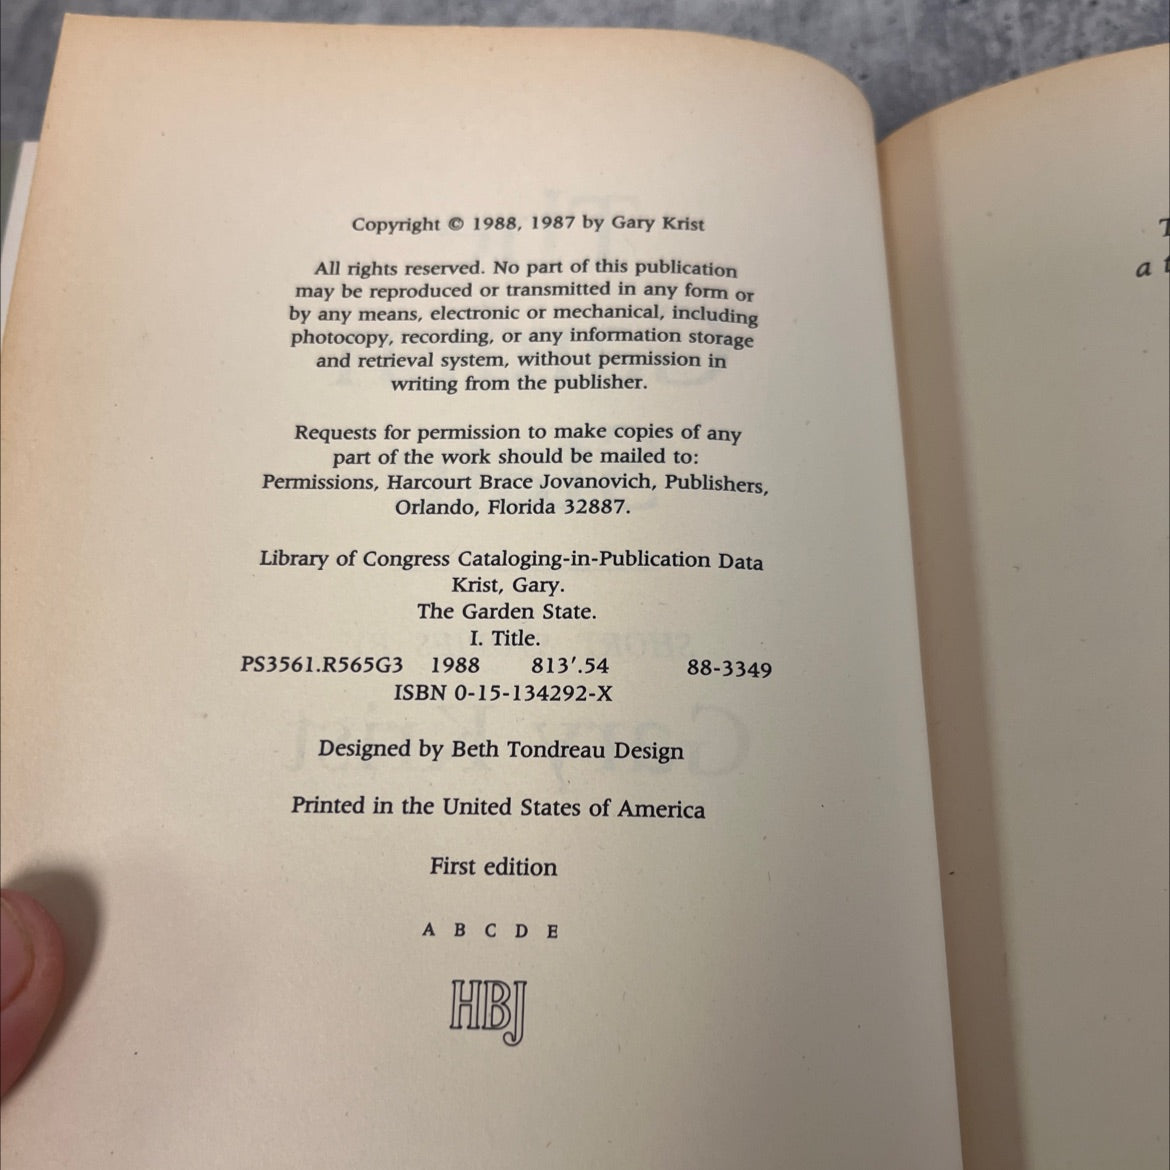 Copyright © 1988, 1987 by Gary Krist
All rights reserved. No part of this publication
may be reproduced or transmitted in any form or
by any means, electronic or mechanical, including
photocopy, recording, or any information storage
and retrieval system, without permission in
writing from the publisher.
Requests for permission to make copies of any
part of the work should be mailed to:
Permissions, Harcourt Brace Jovanovich, Publishers,
Orlando, Florida 32887.
Library of Congress Cataloging-in-Publication Data
Krist, Gary.
The Garden State.
I. Title.
PS3561.R565G3 1988 813′.54 88-3349
ISBN 0-15-134292-X
Designed by Beth Tondreau Design
Printed in the United States of America
First edition
A B C D E
HBJ
a